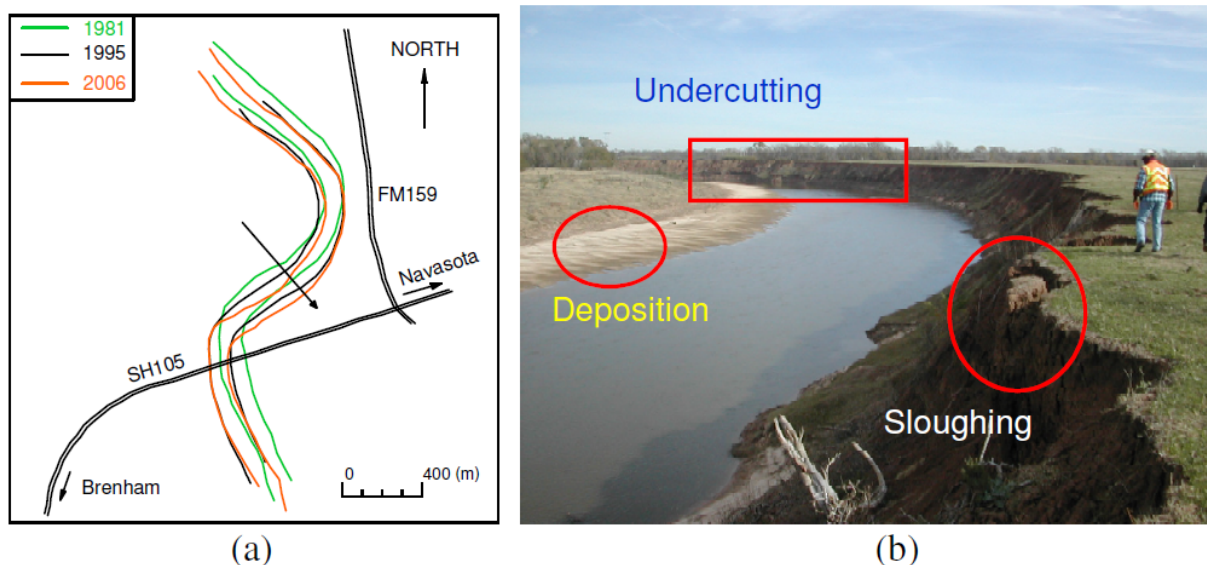 1981
1995
2006
NORTH
FM159
Navasota
SH105
Brenham
0 400 (m)
(a)
Undercutting
Deposition
Sloughing
(b)